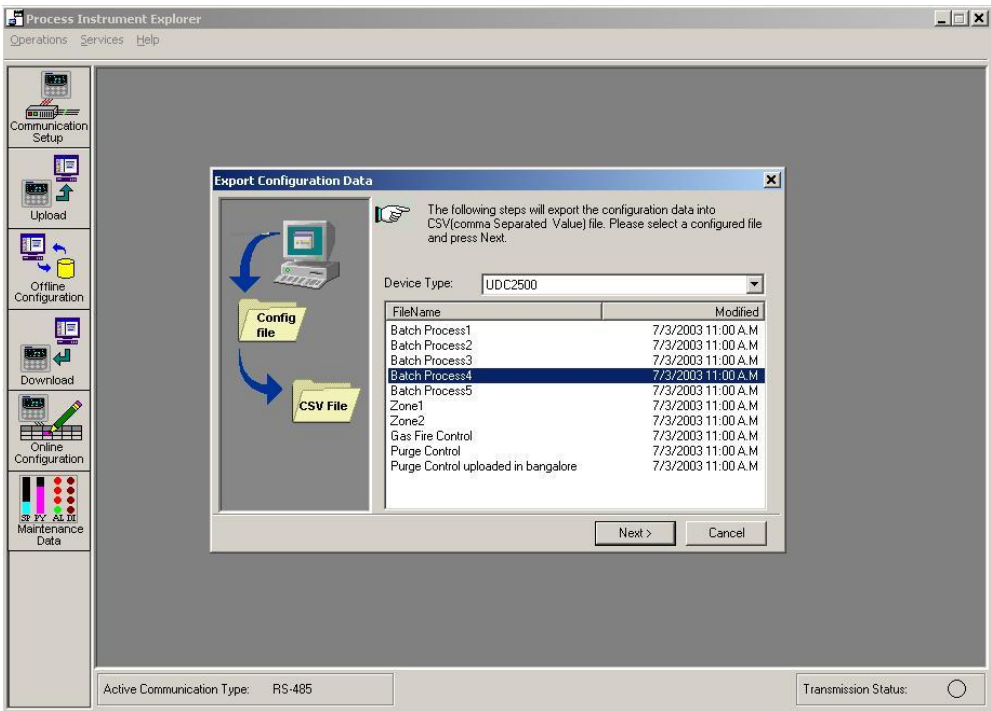 Process Instrument Explorer
Operations Services Help
Communication
Setup
Upload
Offline
Configuration
Download
Online
Configuration
SP PY AL DI
Maintenance
Data
Export Configuration Data
The following steps will export the configuration data into
CSV(comma Separated Value) file. Please select a configured file
and press Next.
Config
file
CSV File
Device Type: UDC2500
FileName Modified
Batch Process1 7/3/2003 11:00 A.M
Batch Process2 7/3/2003 11:00 A.M
Batch Process3 7/3/2003 11:00 A.M
Batch Process4 7/3/2003 11:00 A.M
Batch Process5 7/3/2003 11:00 A.M
Zone1 7/3/2003 11:00 A.M
Zone2 7/3/2003 11:00 A.M
Gas Fire Control 7/3/2003 11:00 A.M
Purge Control 7/3/2003 11:00 A.M
Purge Control uploaded in bangalore 7/3/2003 11:00 A.M
Next > Cancel
Active Communication Type: RS-485
Transmission Status: